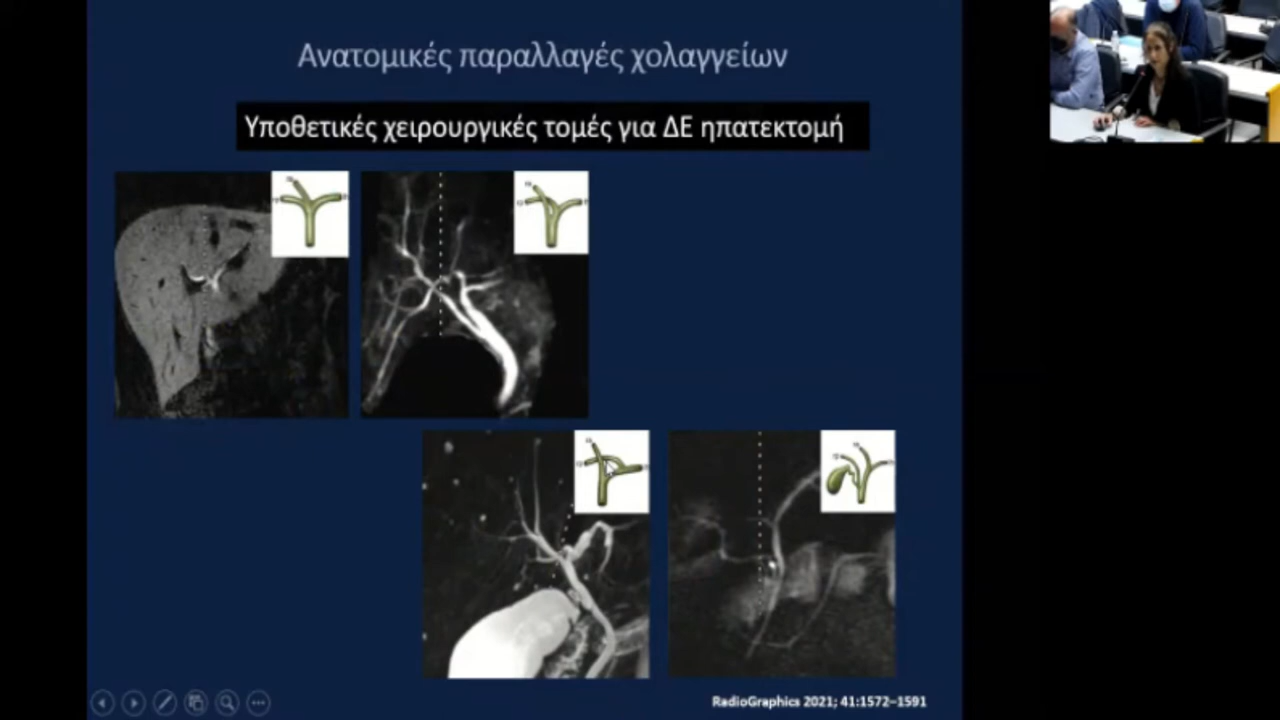 Ανατομικές παραλλαγές χολαγγείων
Υποθετικές χειρουργικές τομές για ΔΕ ηπατεκτομή
RadioGraphics 2021; 41:1572–1591